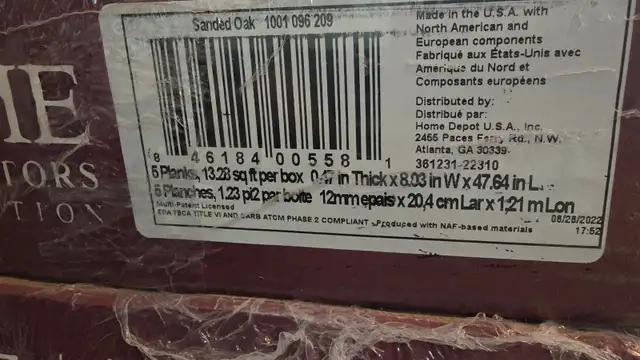 Sanded Oak 1001 096 209
8 46184 00558 1
Made in the U.S.A. with
North American and
European components
Fabriqué aux États-Unis avec
Amérique du Nord et
Composants européens
Distributed by:
Distribué par:
Home Depot U.S.A., Inc.
2455 Paces Ferry Rd., N.W.
Atlanta, GA 30339
361231-22310
Planks, 13.28 sq ft per box 0.47 in Thick x 8.03 in W x 47.64 in L
Planches, 1,23 pi2 par boite 12mm epais x 20,4 cm Lar x 1,21 m Lon
Multi-Patent Licensed
EPA TSCA TITLE VI AND CARB ATCM PHASE 2 COMPLIANT - Produced with NAF-based materials
08/28/2022
17:52
ME
TORS
TION